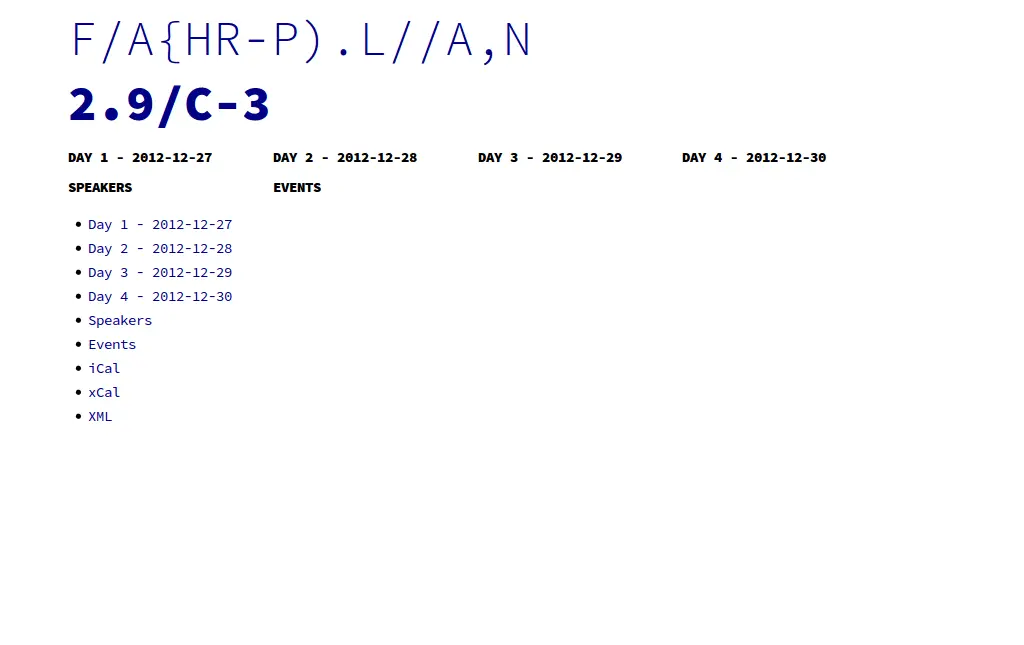 F/A{HR-P).L//A,N
2.9/C-3
DAY 1 - 2012-12-27 DAY 2 - 2012-12-28 DAY 3 - 2012-12-29 DAY 4 - 2012-12-30
SPEAKERS EVENTS
• Day 1 - 2012-12-27
• Day 2 - 2012-12-28
• Day 3 - 2012-12-29
• Day 4 - 2012-12-30
• Speakers
• Events
• iCal
• xCal
• XML